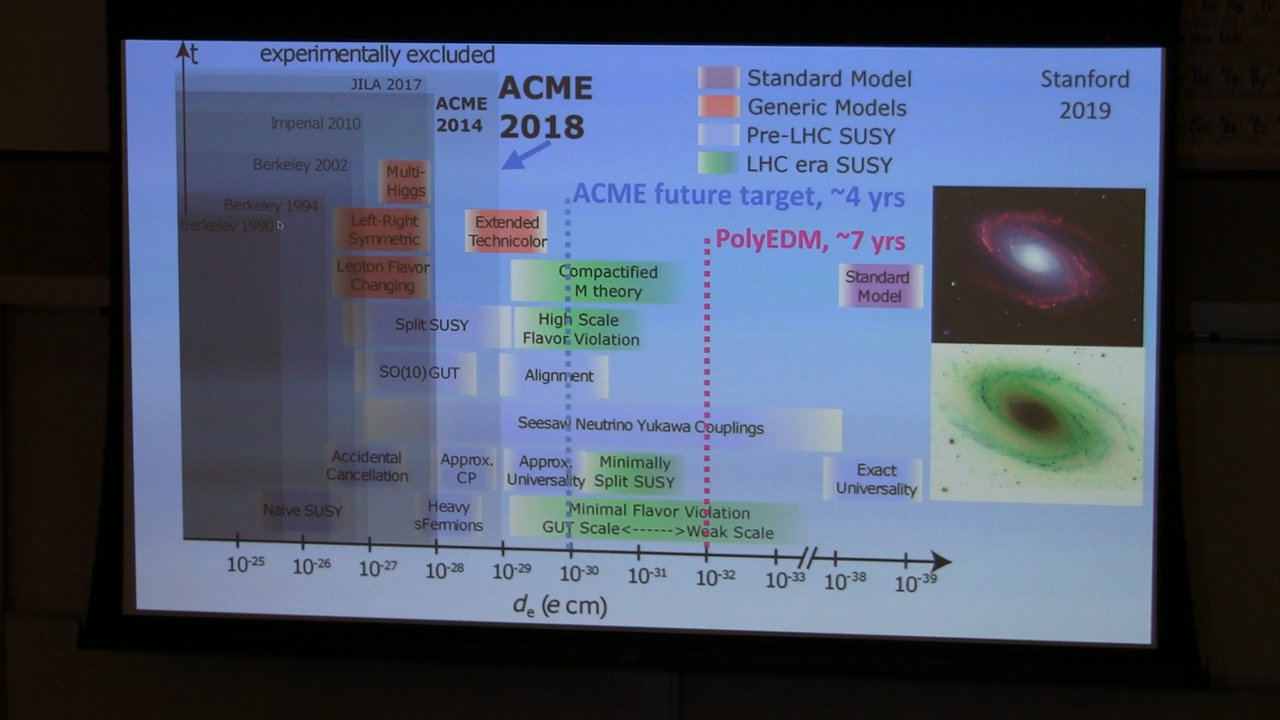 t
experimentally excluded
JILA 2017
ACME
2014
ACME
2018
Imperial 2010
Berkeley 2002
Berkeley 1994
Berkeley 1990
Standard Model
Generic Models
Pre-LHC SUSY
LHC era SUSY
Stanford
2019
ACME future target, ~4 yrs
PolyEDM, ~7 yrs
Multi-
Higgs
Left-Right
Symmetric
Extended
Technicolor
Lepton Flavor
Changing
Compactified
M theory
Standard
Model
Split SUSY
High Scale
Flavor Violation
SO(10) GUT
Alignment
Seesaw Neutrino Yukawa Couplings
Accidental
Cancellation
Approx.
CP
Approx.
Universality
Minimally
Split SUSY
Exact
Universality
Naive SUSY
Heavy
sFermions
Minimal Flavor Violation
GUT Scale<------>Weak Scale
10⁻²⁵ 10⁻²⁶ 10⁻²⁷ 10⁻²⁸ 10⁻²⁹ 10⁻³⁰ 10⁻³¹ 10⁻³² 10⁻³³ 10⁻³⁸ 10⁻³⁹
dₑ (e cm)